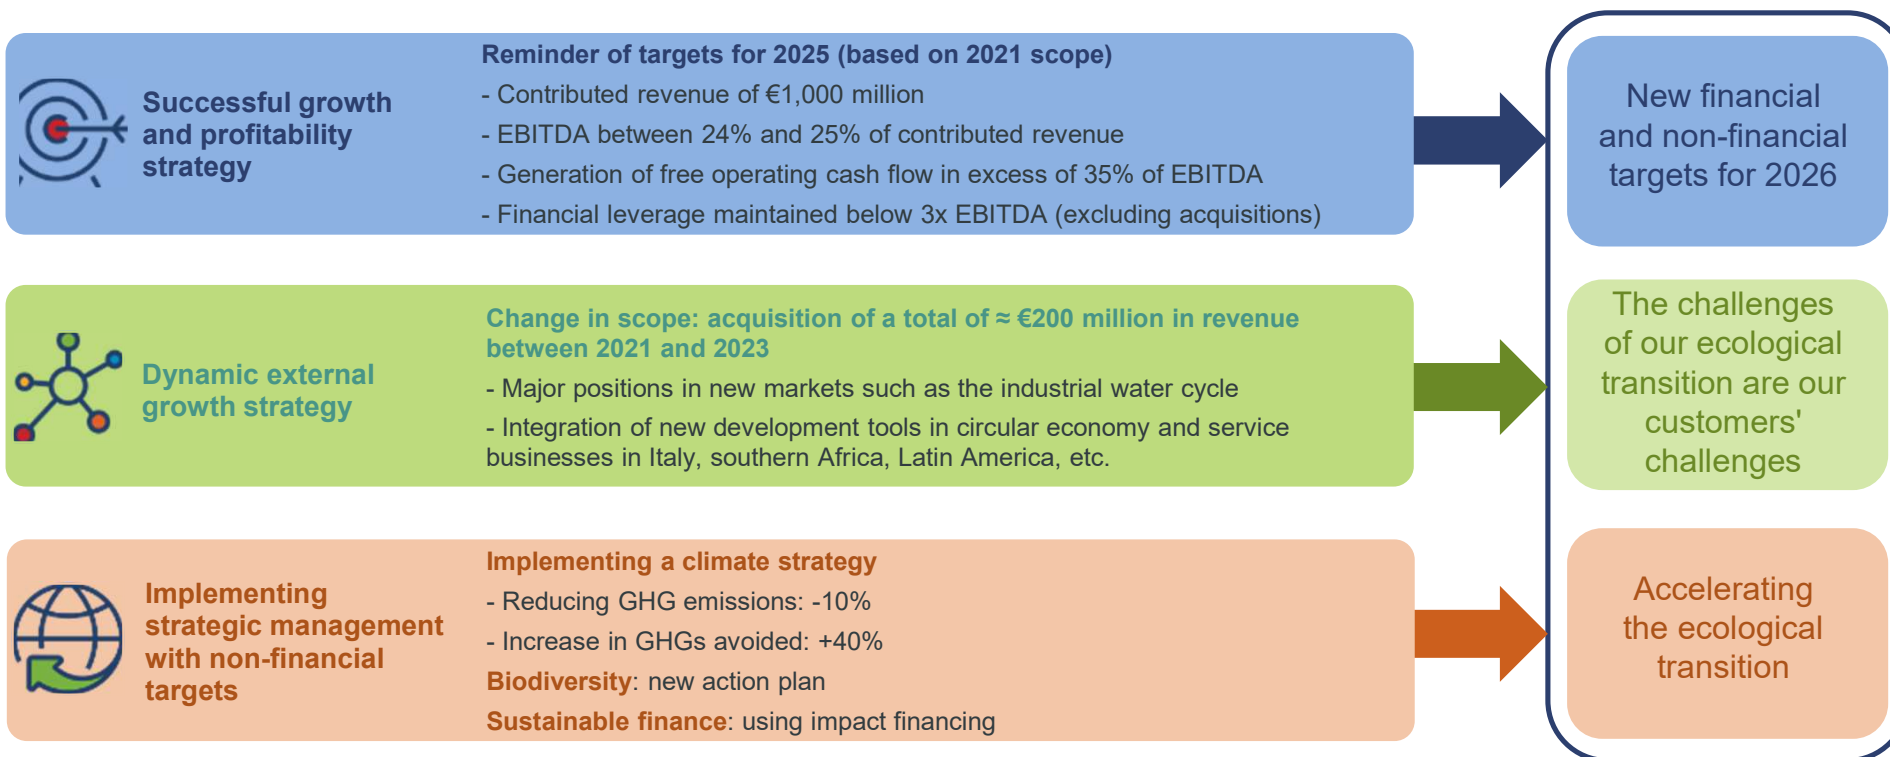 Successful growth
and profitability
strategy
Reminder of targets for 2025 (based on 2021 scope)
- Contributed revenue of €1,000 million
- EBITDA between 24% and 25% of contributed revenue
- Generation of free operating cash flow in excess of 35% of EBITDA
- Financial leverage maintained below 3x EBITDA (excluding acquisitions)
New financial
and non-financial
targets for 2026
Dynamic external
growth strategy
Change in scope: acquisition of a total of ≈ €200 million in revenue
between 2021 and 2023
- Major positions in new markets such as the industrial water cycle
- Integration of new development tools in circular economy and service
businesses in Italy, southern Africa, Latin America, etc.
The challenges
of our ecological
transition are our
customers'
challenges
Implementing
strategic management
with non-financial
targets
Implementing a climate strategy
- Reducing GHG emissions: -10%
- Increase in GHGs avoided: +40%
Biodiversity: new action plan
Sustainable finance: using impact financing
Accelerating
the ecological
transition